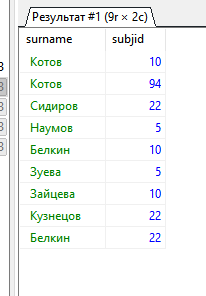 Результат #1 (9r × 2c)
surname subjid
Котов 10
Котов 94
Сидиров 22
Наумов 5
Белкин 10
Зуева 5
Зайцева 10
Кузнецов 22
Белкин 22